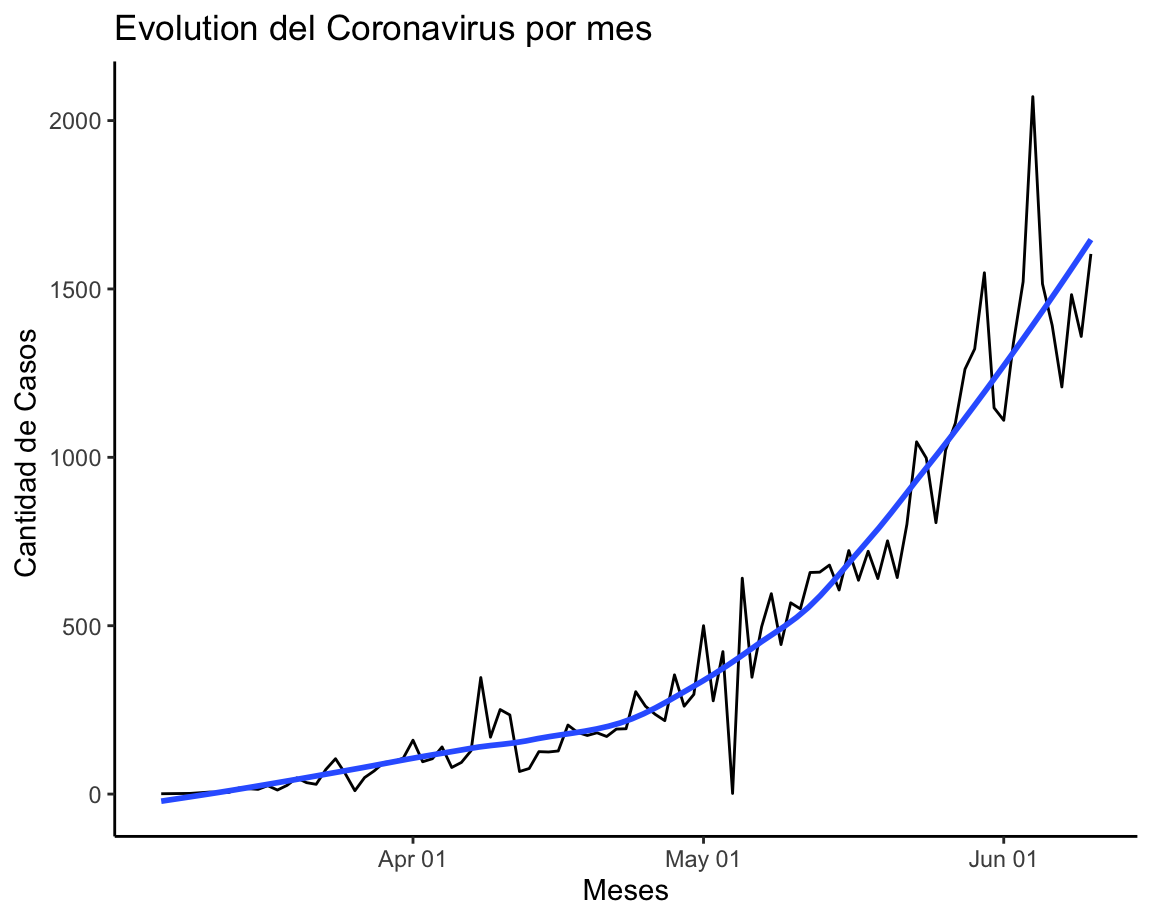 Evolution del Coronavirus por mes
Cantidad de Casos
2000
1500
1000
500
0
Apr 01
May 01
Jun 01
Meses